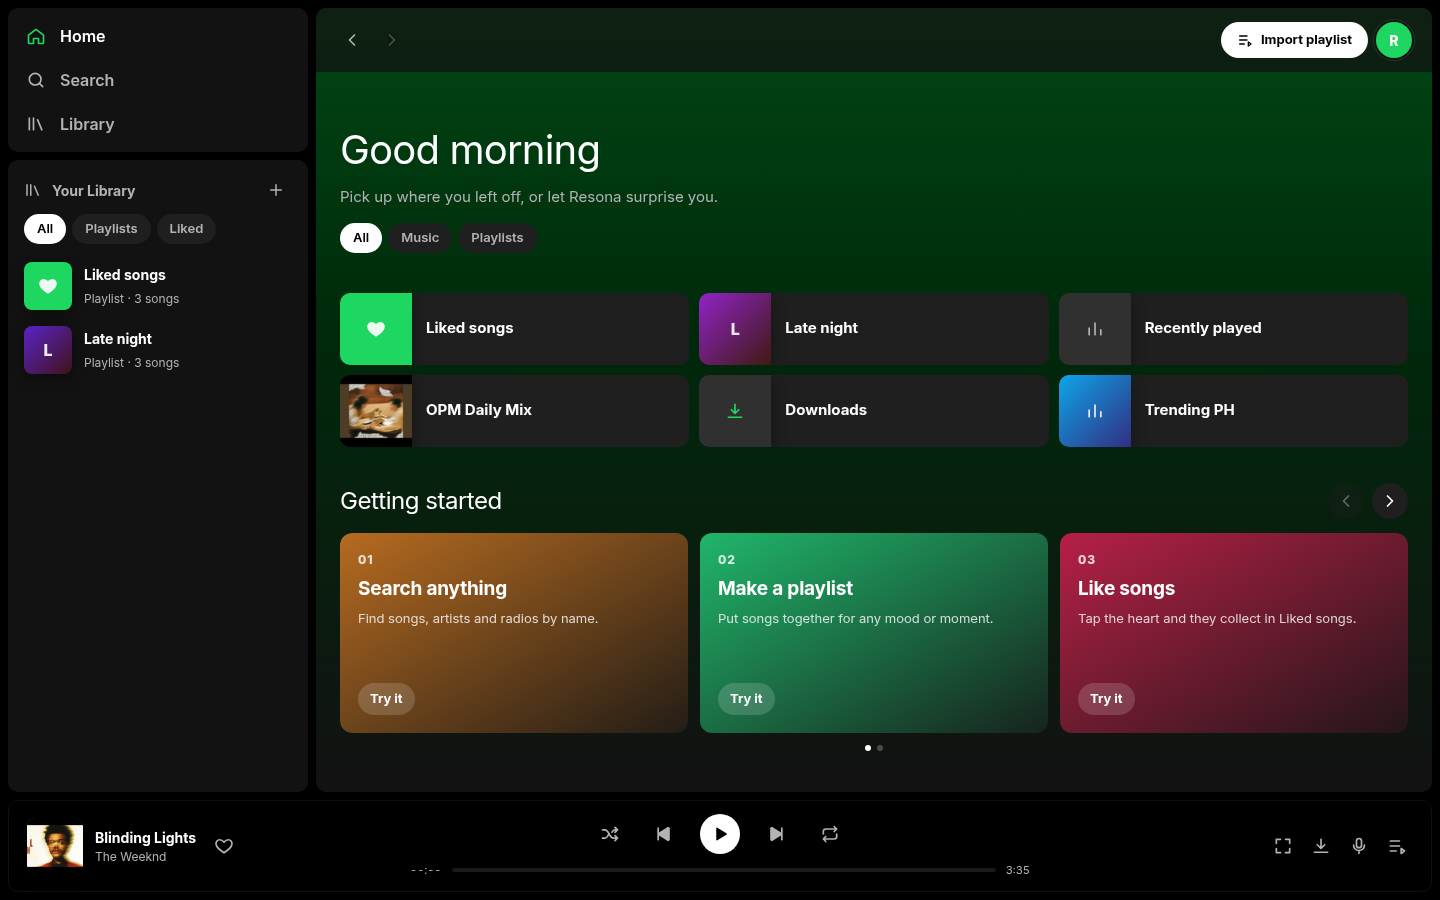 Home
Search
Library
Your Library
All
Playlists
Liked
Liked songs
Playlist · 3 songs
L
Late night
Playlist · 3 songs
Import playlist
R
Good morning
Pick up where you left off, or let Resona surprise you.
All
Music
Playlists
Liked songs
L
Late night
Recently played
OPM Daily Mix
Downloads
Trending PH
Getting started
01
Search anything
Find songs, artists and radios by name.
Try it
02
Make a playlist
Put songs together for any mood or moment.
Try it
03
Like songs
Tap the heart and they collect in Liked songs.
Try it
Blinding Lights
The Weeknd
--:--
3:35